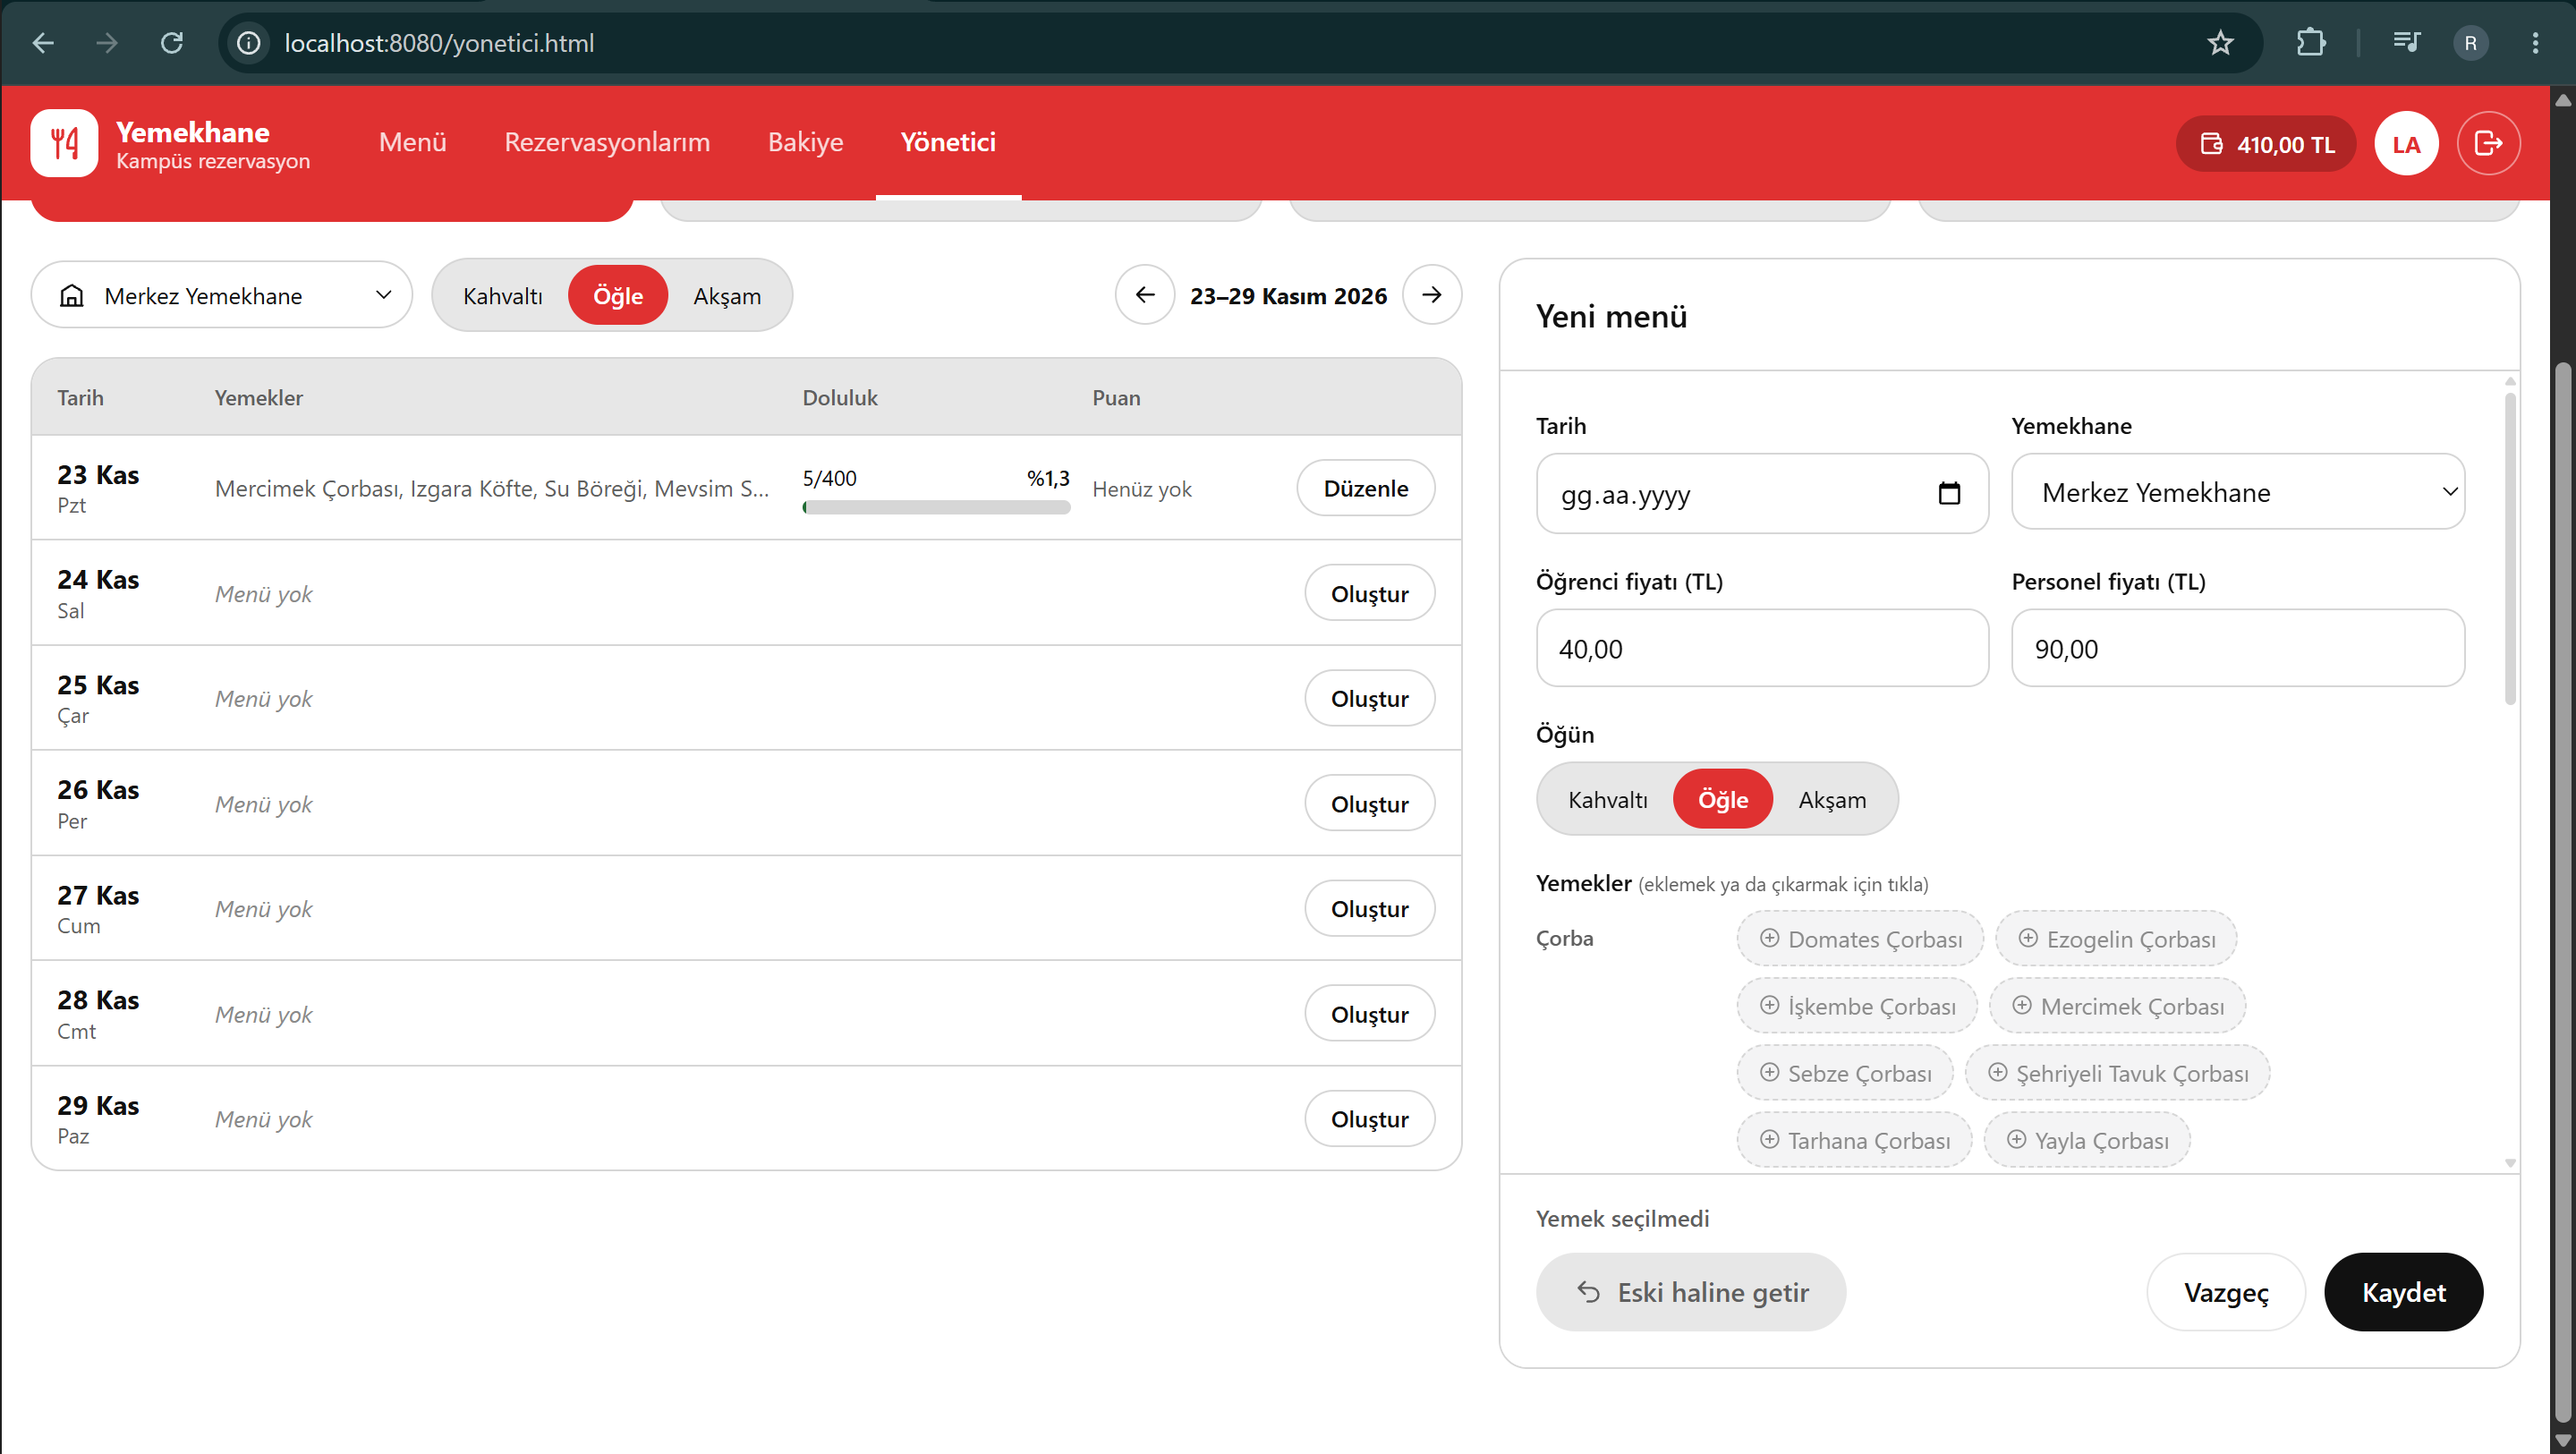 localhost:8080/yonetici.html
R
Yemekhane
Kampüs rezervasyon
Menü
Rezervasyonlarım
Bakiye
Yönetici
410,00 TL
LA
Merkez Yemekhane
Kahvaltı
Öğle
Akşam
23–29 Kasım 2026
Tarih
Yemekler
Doluluk
Puan
23 Kas
Pzt
Mercimek Çorbası, Izgara Köfte, Su Böreği, Mevsim S...
5/400
%1,3
Henüz yok
Düzenle
24 Kas
Sal
Menü yok
Oluştur
25 Kas
Çar
Menü yok
Oluştur
26 Kas
Per
Menü yok
Oluştur
27 Kas
Cum
Menü yok
Oluştur
28 Kas
Cmt
Menü yok
Oluştur
29 Kas
Paz
Menü yok
Oluştur
Yeni menü
Tarih
Yemekhane
gg.aa.yyyy
Merkez Yemekhane
Öğrenci fiyatı (TL)
Personel fiyatı (TL)
40,00
90,00
Öğün
Kahvaltı
Öğle
Akşam
Yemekler (eklemek ya da çıkarmak için tıkla)
Çorba
Domates Çorbası
Ezogelin Çorbası
İşkembe Çorbası
Mercimek Çorbası
Sebze Çorbası
Şehriyeli Tavuk Çorbası
Tarhana Çorbası
Yayla Çorbası
Yemek seçilmedi
Eski haline getir
Vazgeç
Kaydet